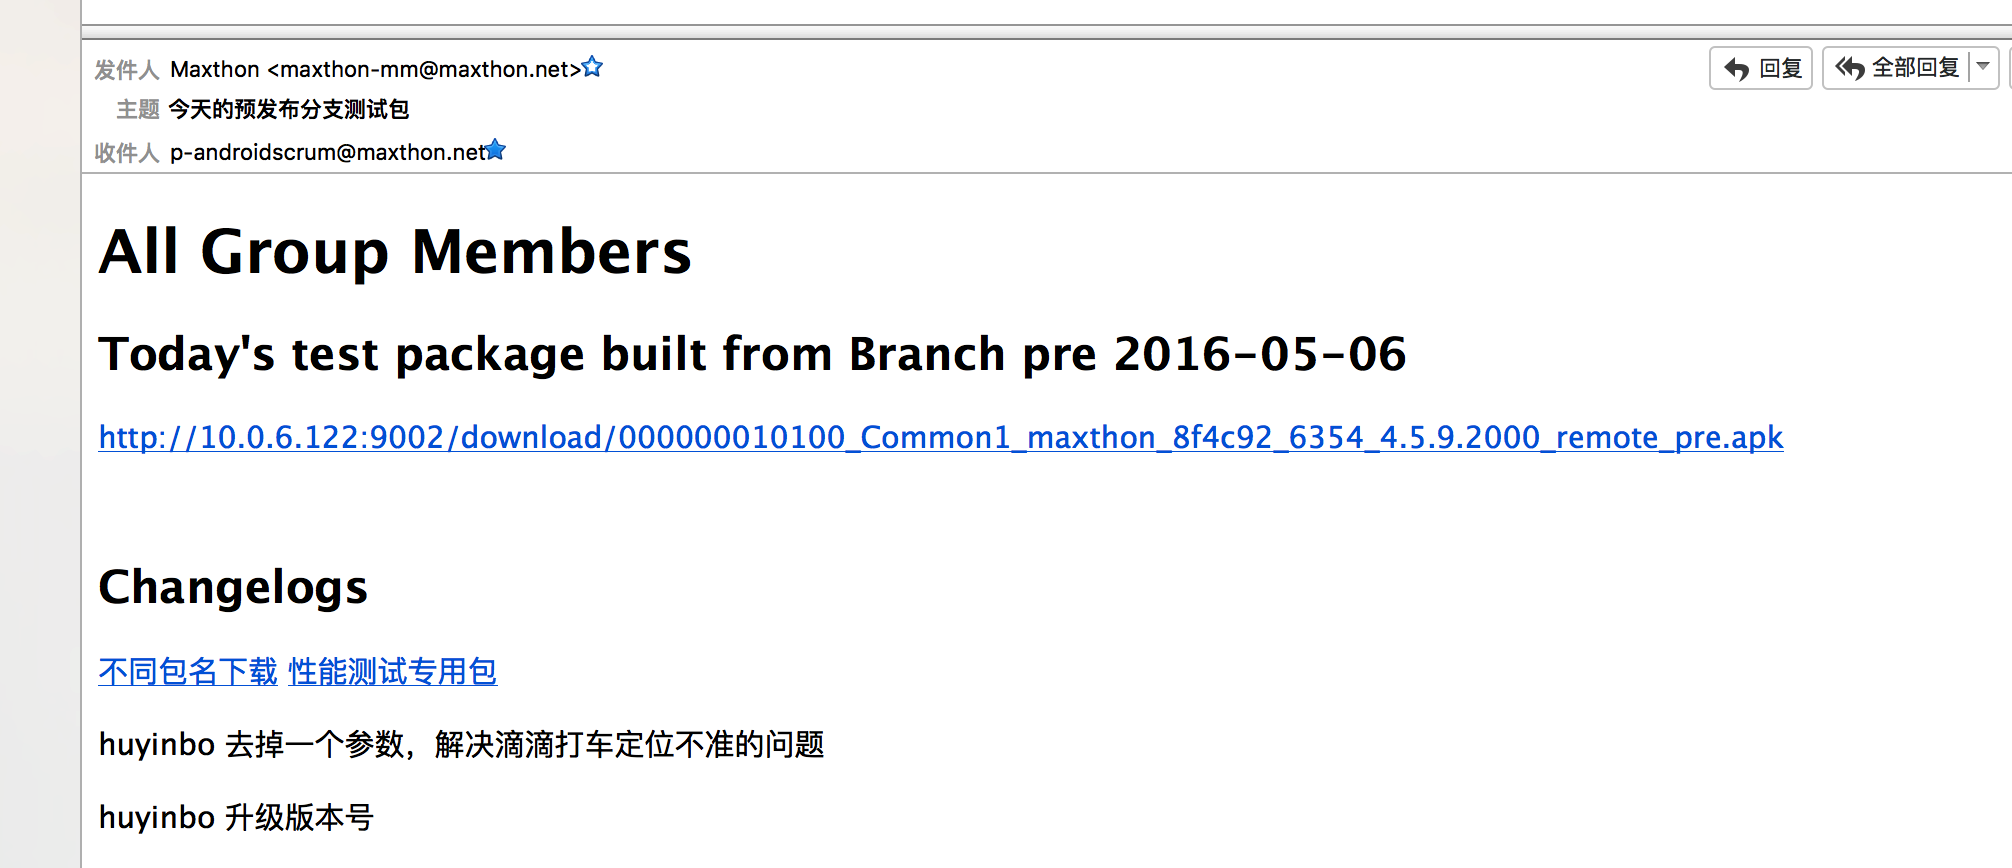 发件人 Maxthon <maxthon-mm@maxthon.net> 回复 全部回复
主题 今天的预发布分支测试包
收件人 p-androidscrum@maxthon.net
All Group Members
Today's test package built from Branch pre 2016-05-06
http://10.0.6.122:9002/download/000000010100_Common1_maxthon_8f4c92_6354_4.5.9.2000_remote_pre.apk
Changelogs
不同包名下载 性能测试专用包
huyinbo 去掉一个参数，解决滴滴打车定位不准的问题
huyinbo 升级版本号